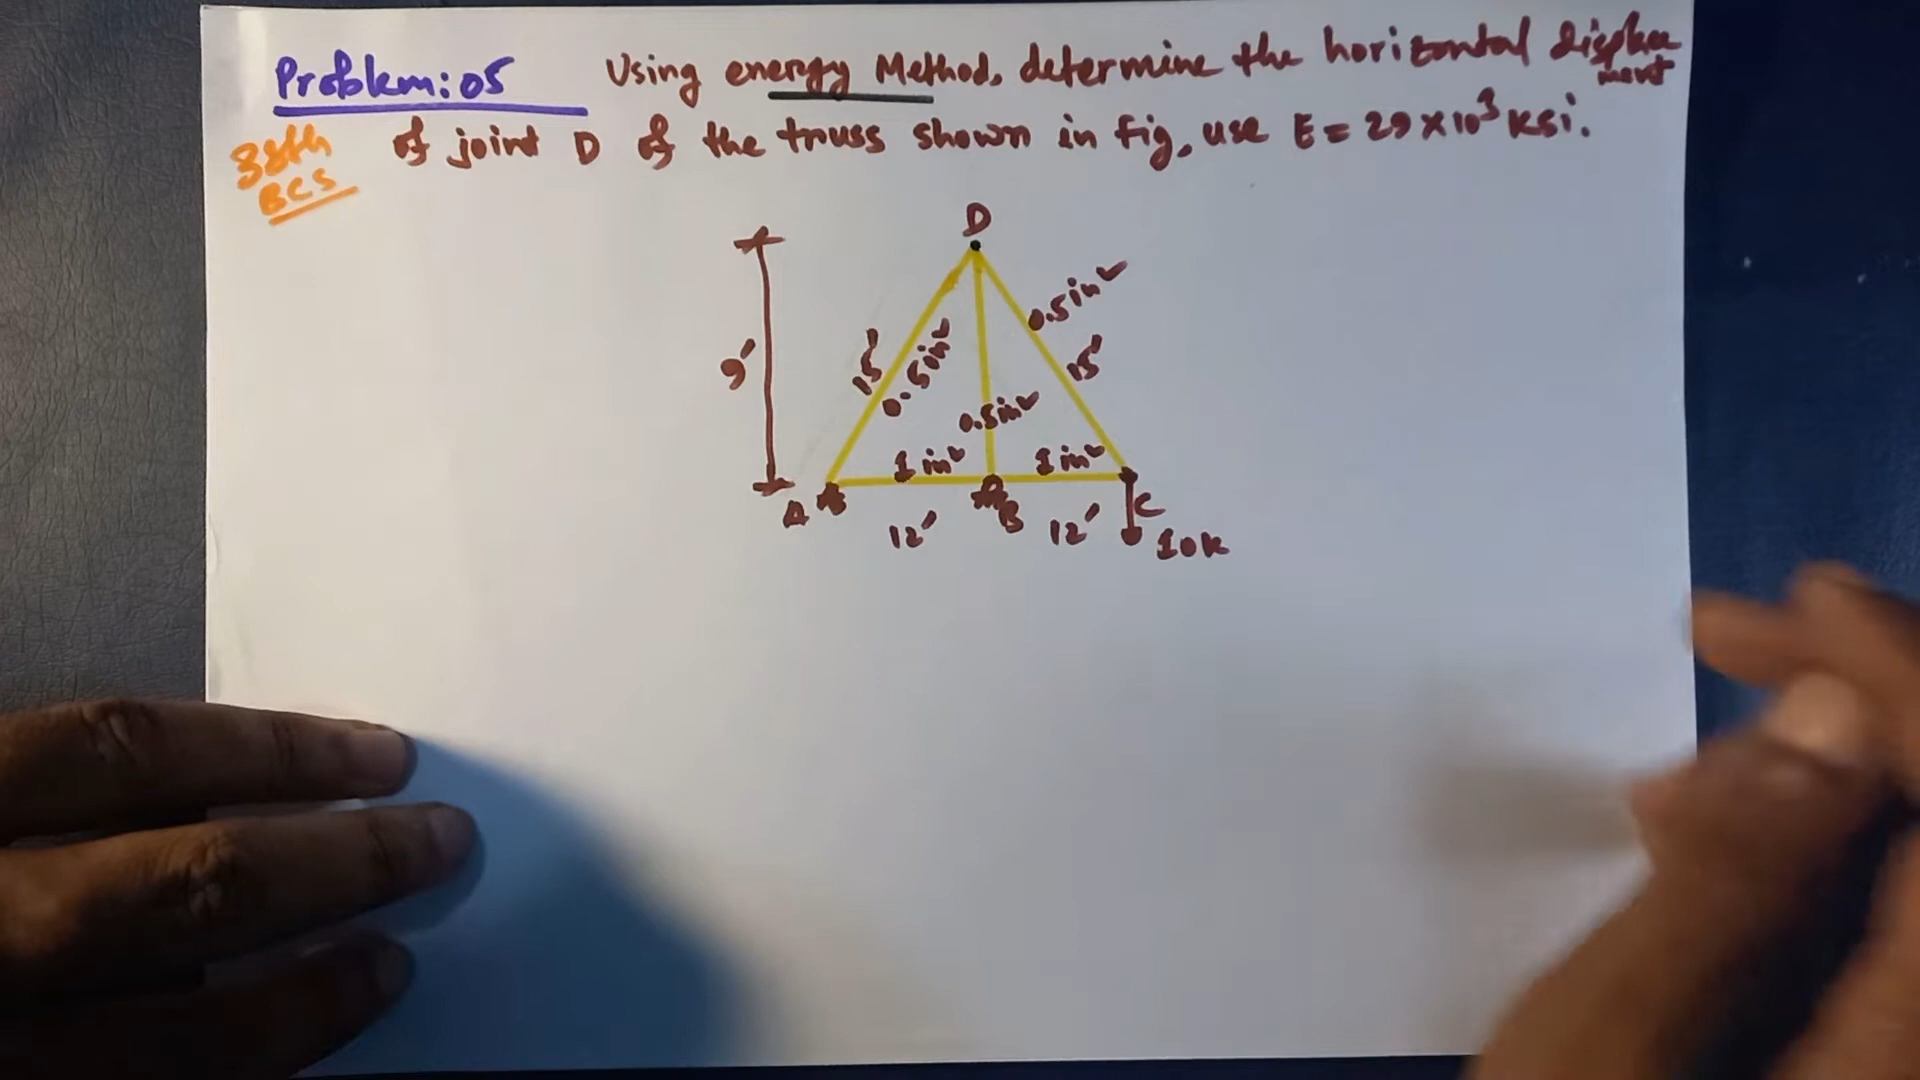 Problem: 05 Using energy Method, determine the horizontal displacement
38th BCS
of joint D of the truss shown in fig, use E = 29 × 10³ ksi.
D
0.5in²
9'
15'
0.5in²
15'
0.5in²
1in²
1in²
A
B
C
12'
12'
10k